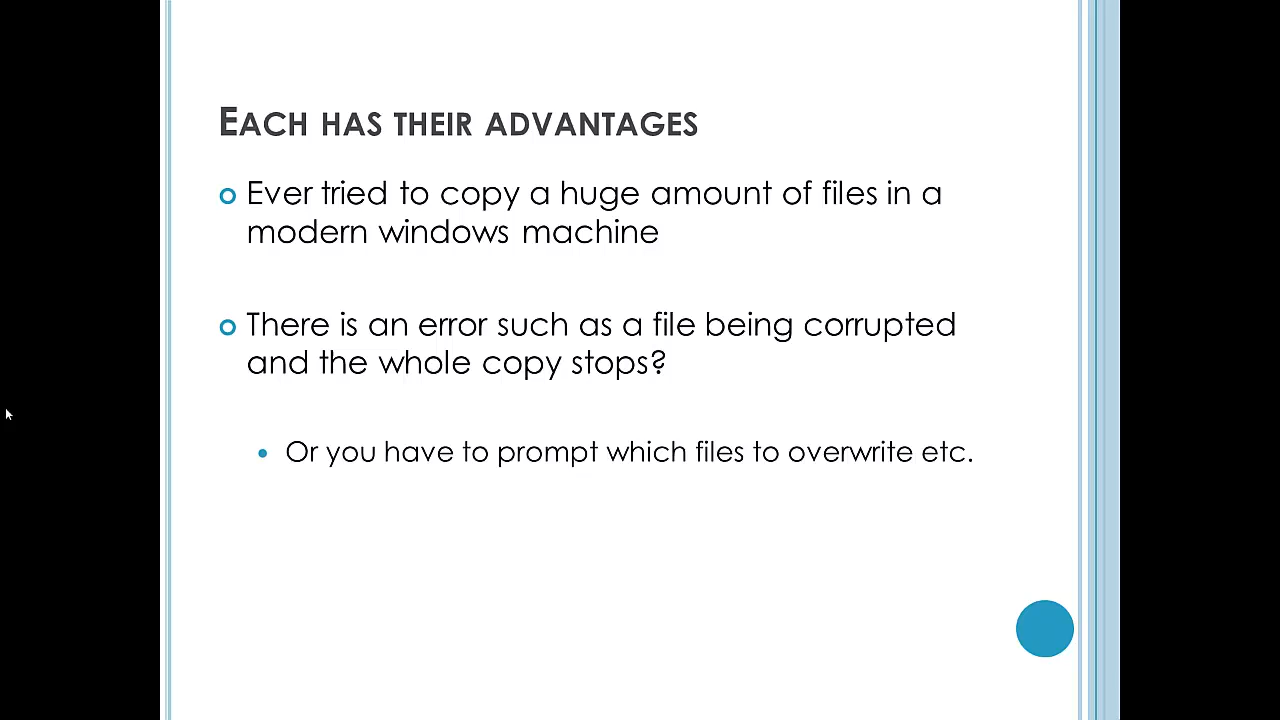 EACH HAS THEIR ADVANTAGES
Ever tried to copy a huge amount of files in a
modern windows machine
There is an error such as a file being corrupted
and the whole copy stops?
Or you have to prompt which files to overwrite etc.